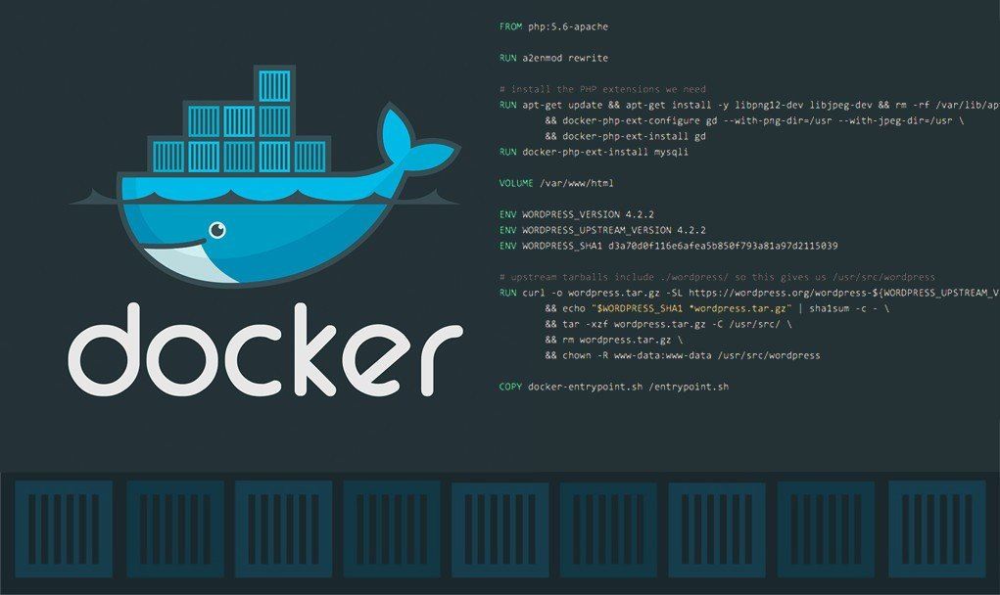 docker
FROM php:5.6-apache
RUN a2enmod rewrite
# install the PHP extensions we need
RUN apt-get update && apt-get install -y libpng12-dev libjpeg-dev && rm -rf /var/lib/ap
&& docker-php-ext-configure gd --with-png-dir=/usr --with-jpeg-dir=/usr \
&& docker-php-ext-install gd
RUN docker-php-ext-install mysqli
VOLUME /var/www/html
ENV WORDPRESS_VERSION 4.2.2
ENV WORDPRESS_UPSTREAM_VERSION 4.2.2
ENV WORDPRESS_SHA1 d3a70d0f116e6afea5b850f793a81a97d2115039
# upstream tarballs include ./wordpress/ so this gives us /usr/src/wordpress
RUN curl -o wordpress.tar.gz -SL https://wordpress.org/wordpress-${WORDPRESS_UPSTREAM_V
&& echo "$WORDPRESS_SHA1 *wordpress.tar.gz" | sha1sum -c - \
&& tar -xzf wordpress.tar.gz -C /usr/src/ \
&& rm wordpress.tar.gz \
&& chown -R www-data:www-data /usr/src/wordpress
COPY docker-entrypoint.sh /entrypoint.sh